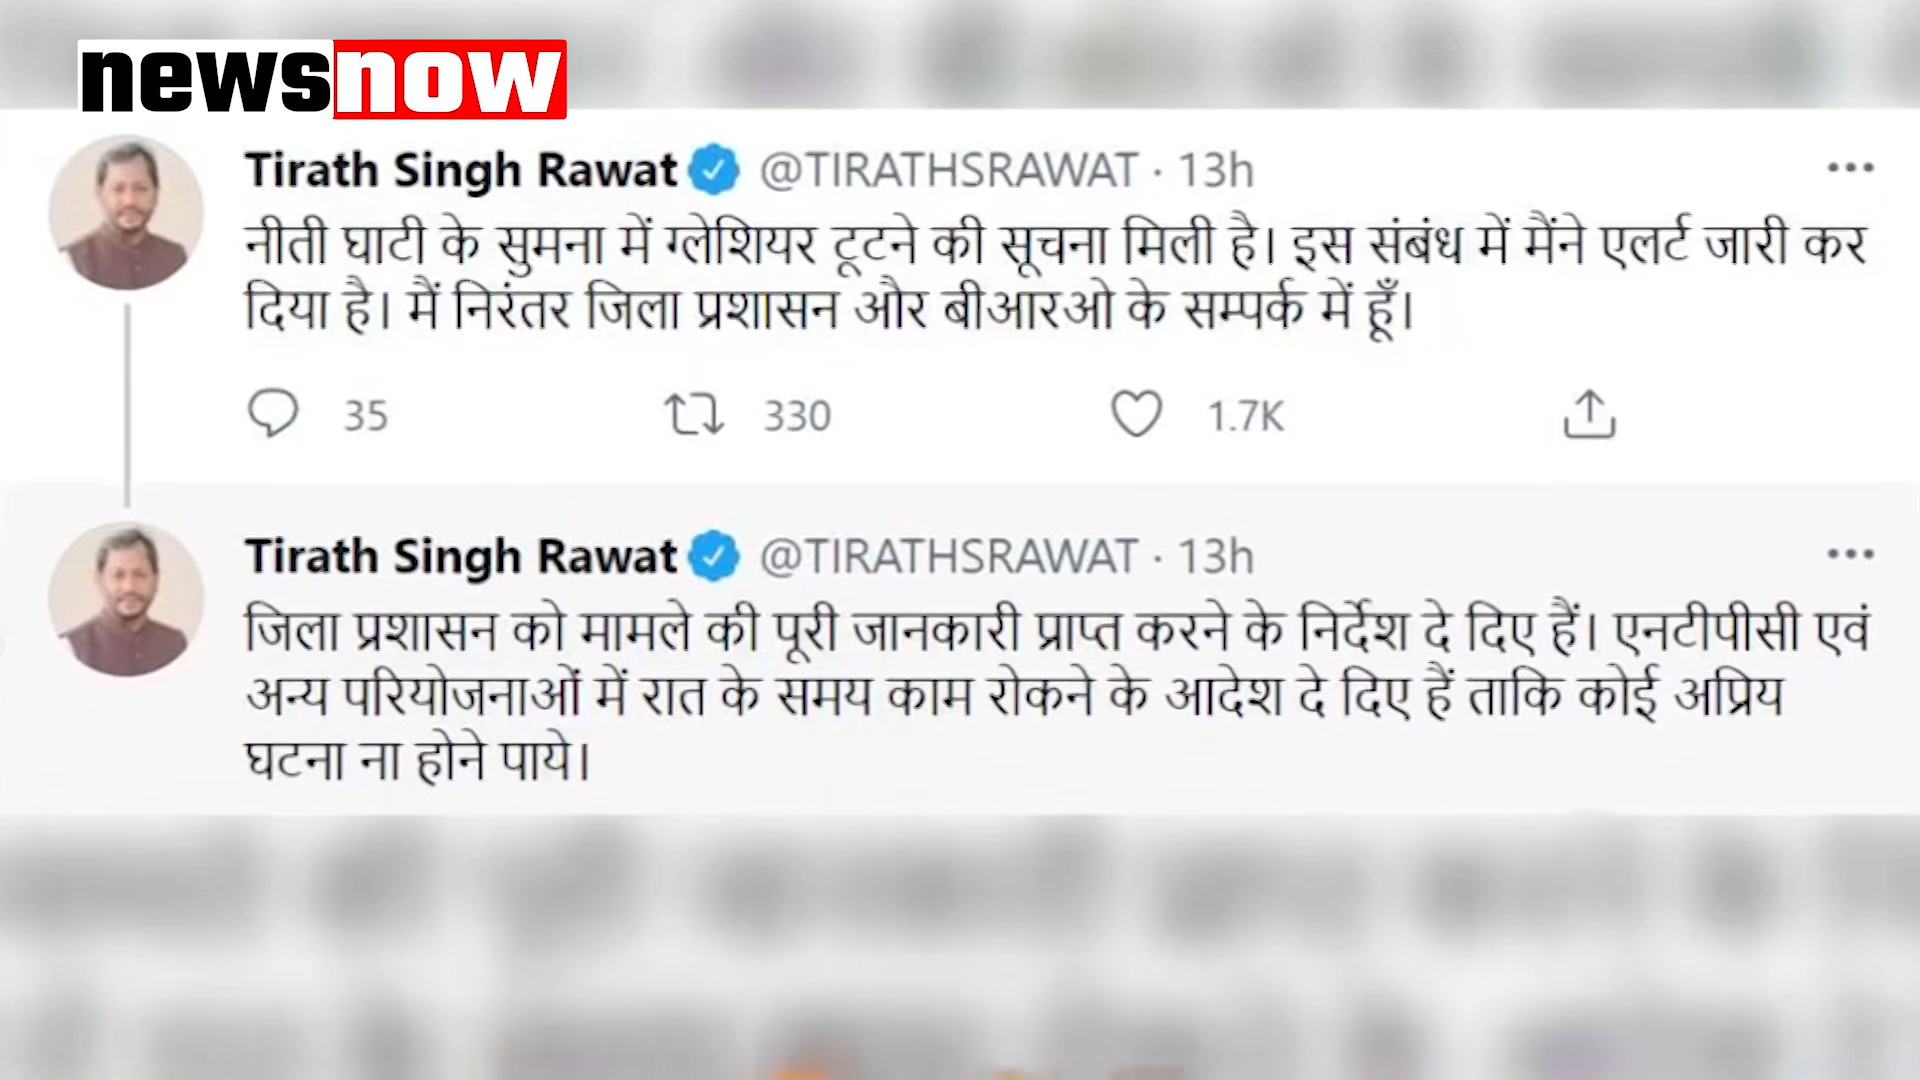 newsnow
Tirath Singh Rawat @TIRATHSRAWAT · 13h
नीती घाटी के सुमना में ग्लेशियर टूटने की सूचना मिली है। इस संबंध में मैंने एलर्ट जारी कर
दिया है। मैं निरंतर जिला प्रशासन और बीआरओ के सम्पर्क में हूँ।
35 330 1.7K
Tirath Singh Rawat @TIRATHSRAWAT · 13h
जिला प्रशासन को मामले की पूरी जानकारी प्राप्त करने के निर्देश दे दिए हैं। एनटीपीसी एवं
अन्य परियोजनाओं में रात के समय काम रोकने के आदेश दे दिए हैं ताकि कोई अप्रिय
घटना ना होने पाये।